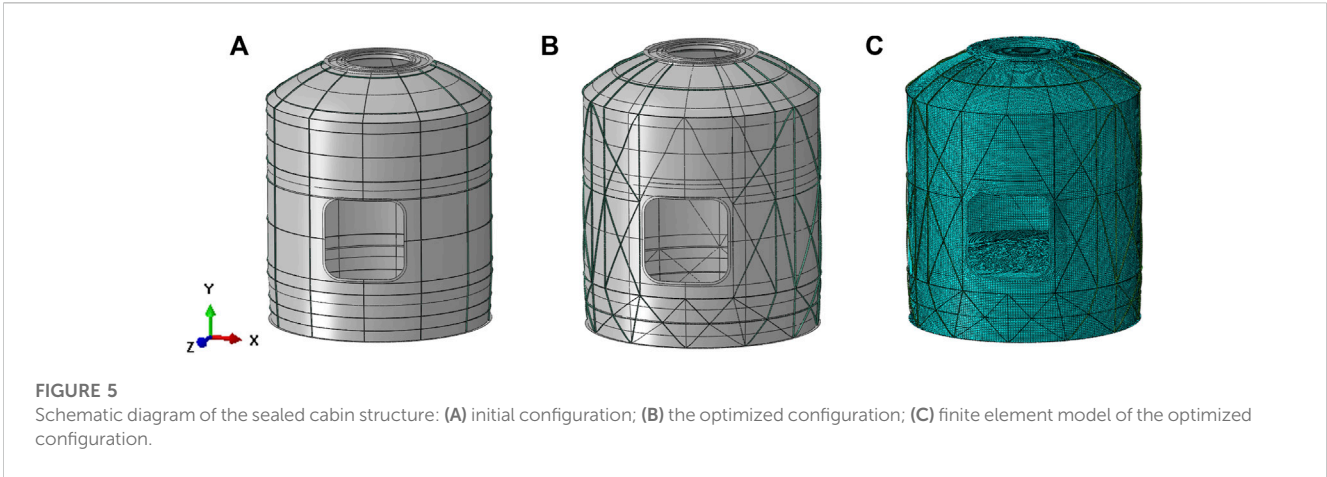 A
B
C
Y
X
Z
FIGURE 5
Schematic diagram of the sealed cabin structure: (A) initial configuration; (B) the optimized configuration; (C) finite element model of the optimized
configuration.